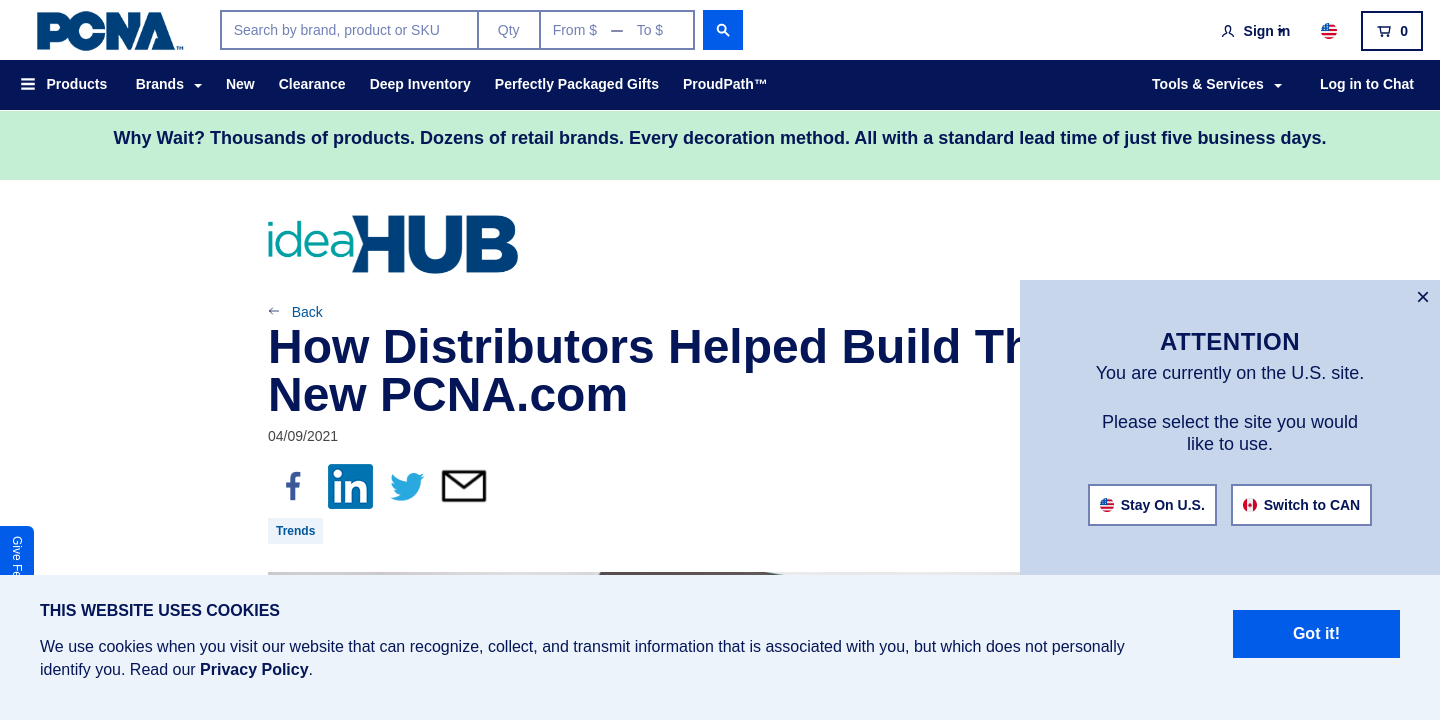 PCNA™
Search by brand, product or SKU
Qty
From $ — To $
Sign in
0
Products
Brands
New
Clearance
Deep Inventory
Perfectly Packaged Gifts
ProudPath™
Tools & Services
Log in to Chat
Why Wait? Thousands of products. Dozens of retail brands. Every decoration method. All with a standard lead time of just five business days.
ideaHUB
Back
How Distributors Helped Build Th
New PCNA.com
04/09/2021
Trends
Give Fe
×
ATTENTION
You are currently on the U.S. site.
Please select the site you would
like to use.
Stay On U.S.
Switch to CAN
THIS WEBSITE USES COOKIES
We use cookies when you visit our website that can recognize, collect, and transmit information that is associated with you, but which does not personally
identify you. Read our Privacy Policy.
Got it!